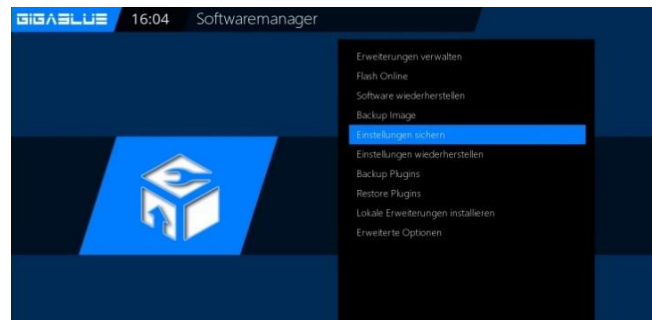 GIGABLUE 16:04 Softwaremanager
Erweiterungen verwalten
Flash Online
Software wiederherstellen
Backup Image
Einstellungen sichern
Einstellungen wiederherstellen
Backup Plugins
Restore Plugins
Lokale Erweiterungen installieren
Erweiterte Optionen